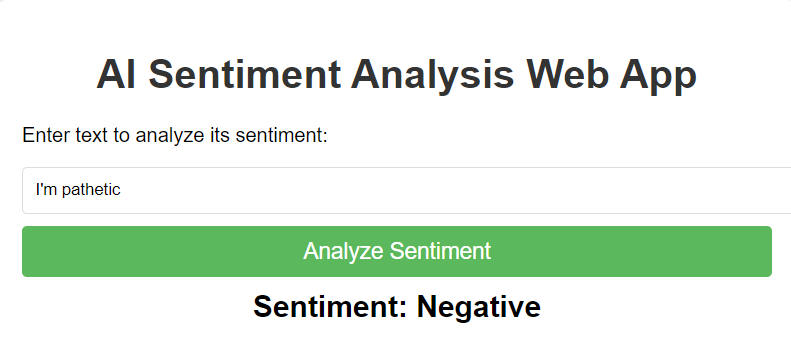 AI Sentiment Analysis Web App
Enter text to analyze its sentiment:
I'm pathetic
Analyze Sentiment
Sentiment: Negative